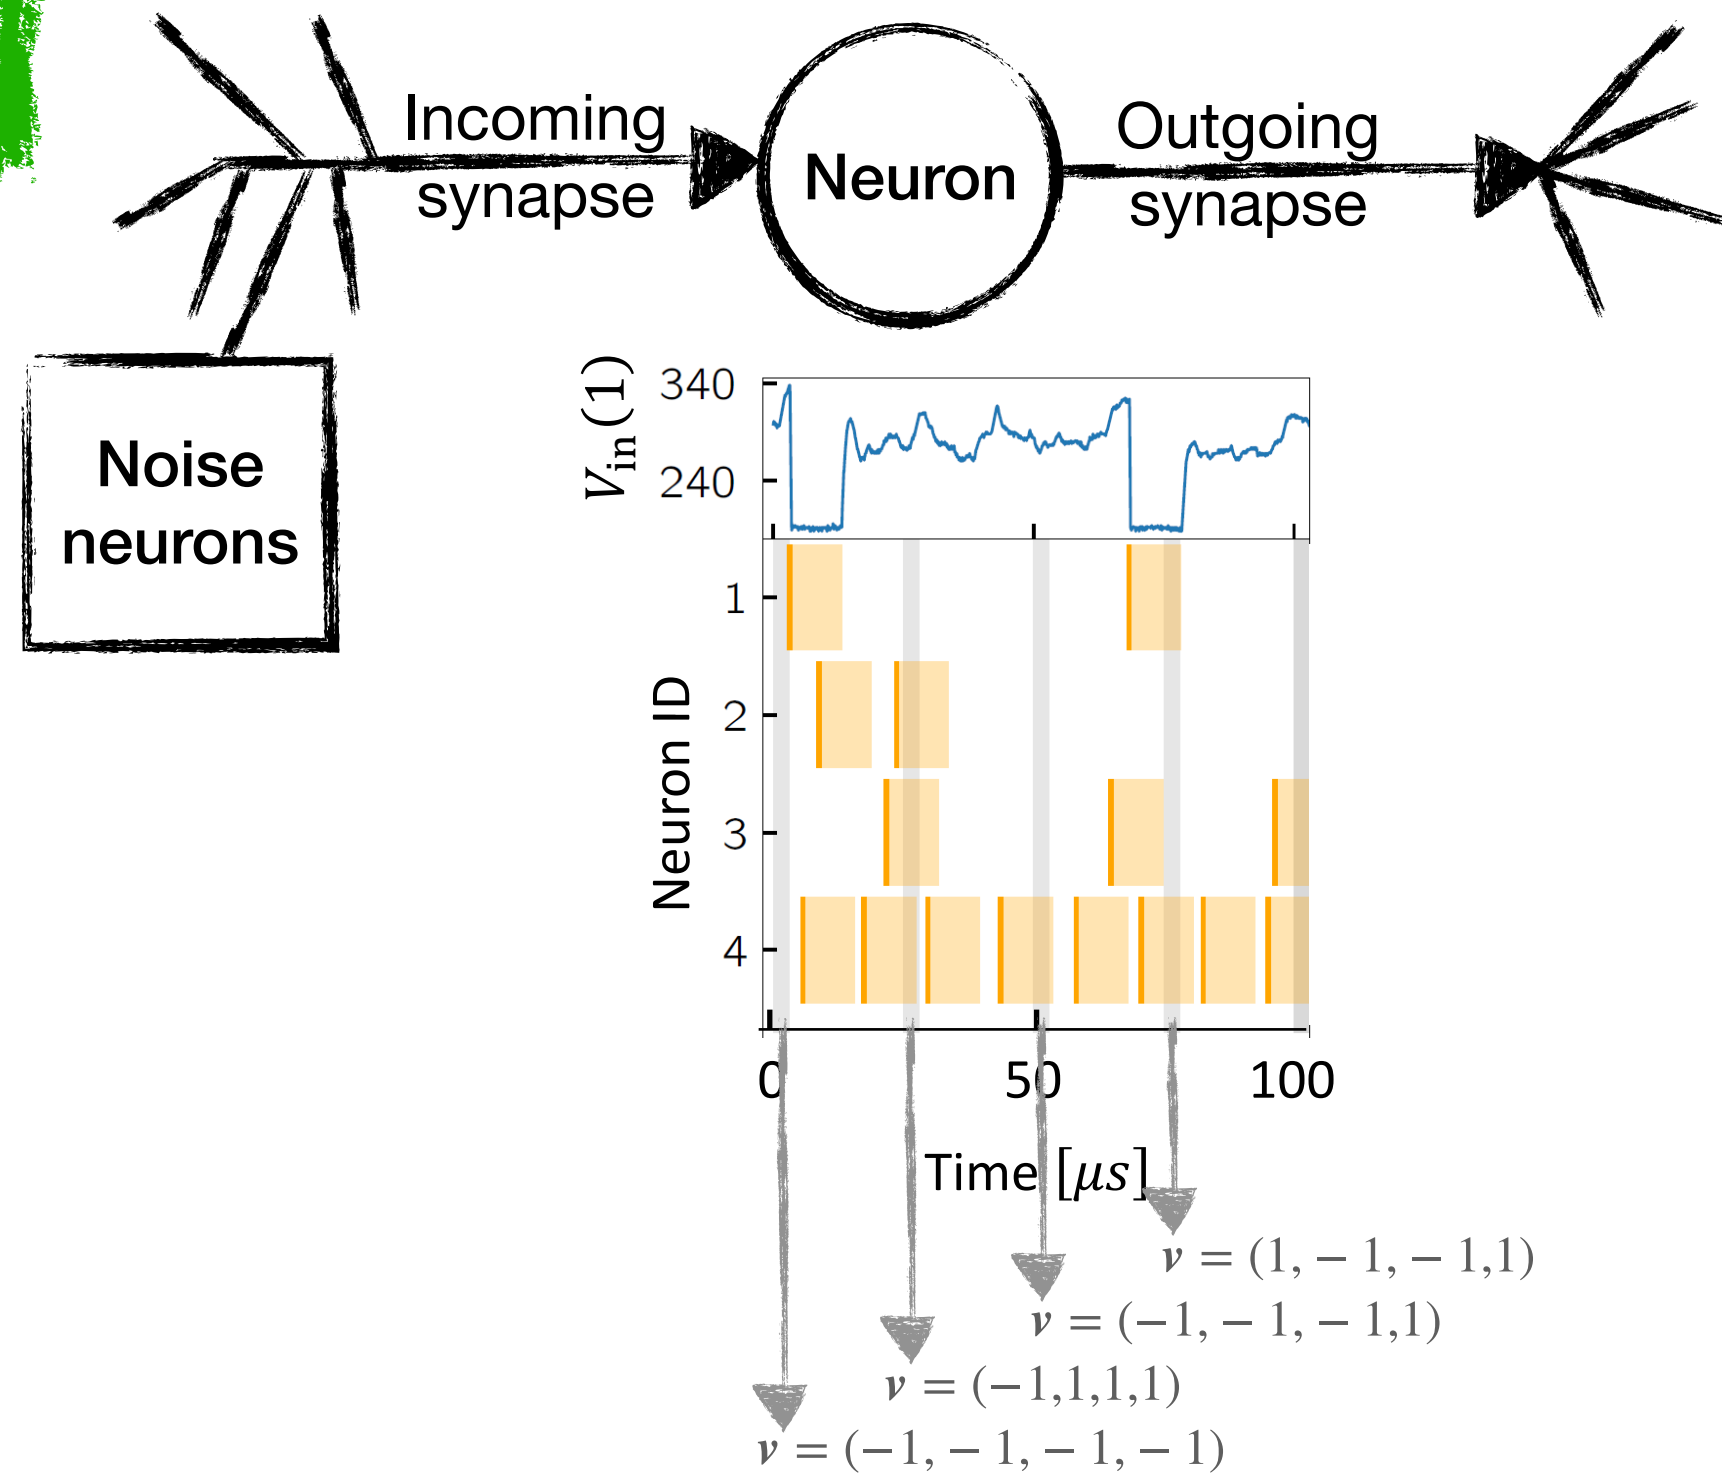 Incoming
synapse
Neuron
Outgoing
synapse
Noise
neurons
V_in(1)
340
240
Neuron ID
1
2
3
4
0 50 100
Time [μs]
v = (1, − 1, − 1,1)
v = (−1, − 1, − 1,1)
v = (−1,1,1,1)
v = (−1, − 1, − 1, − 1)